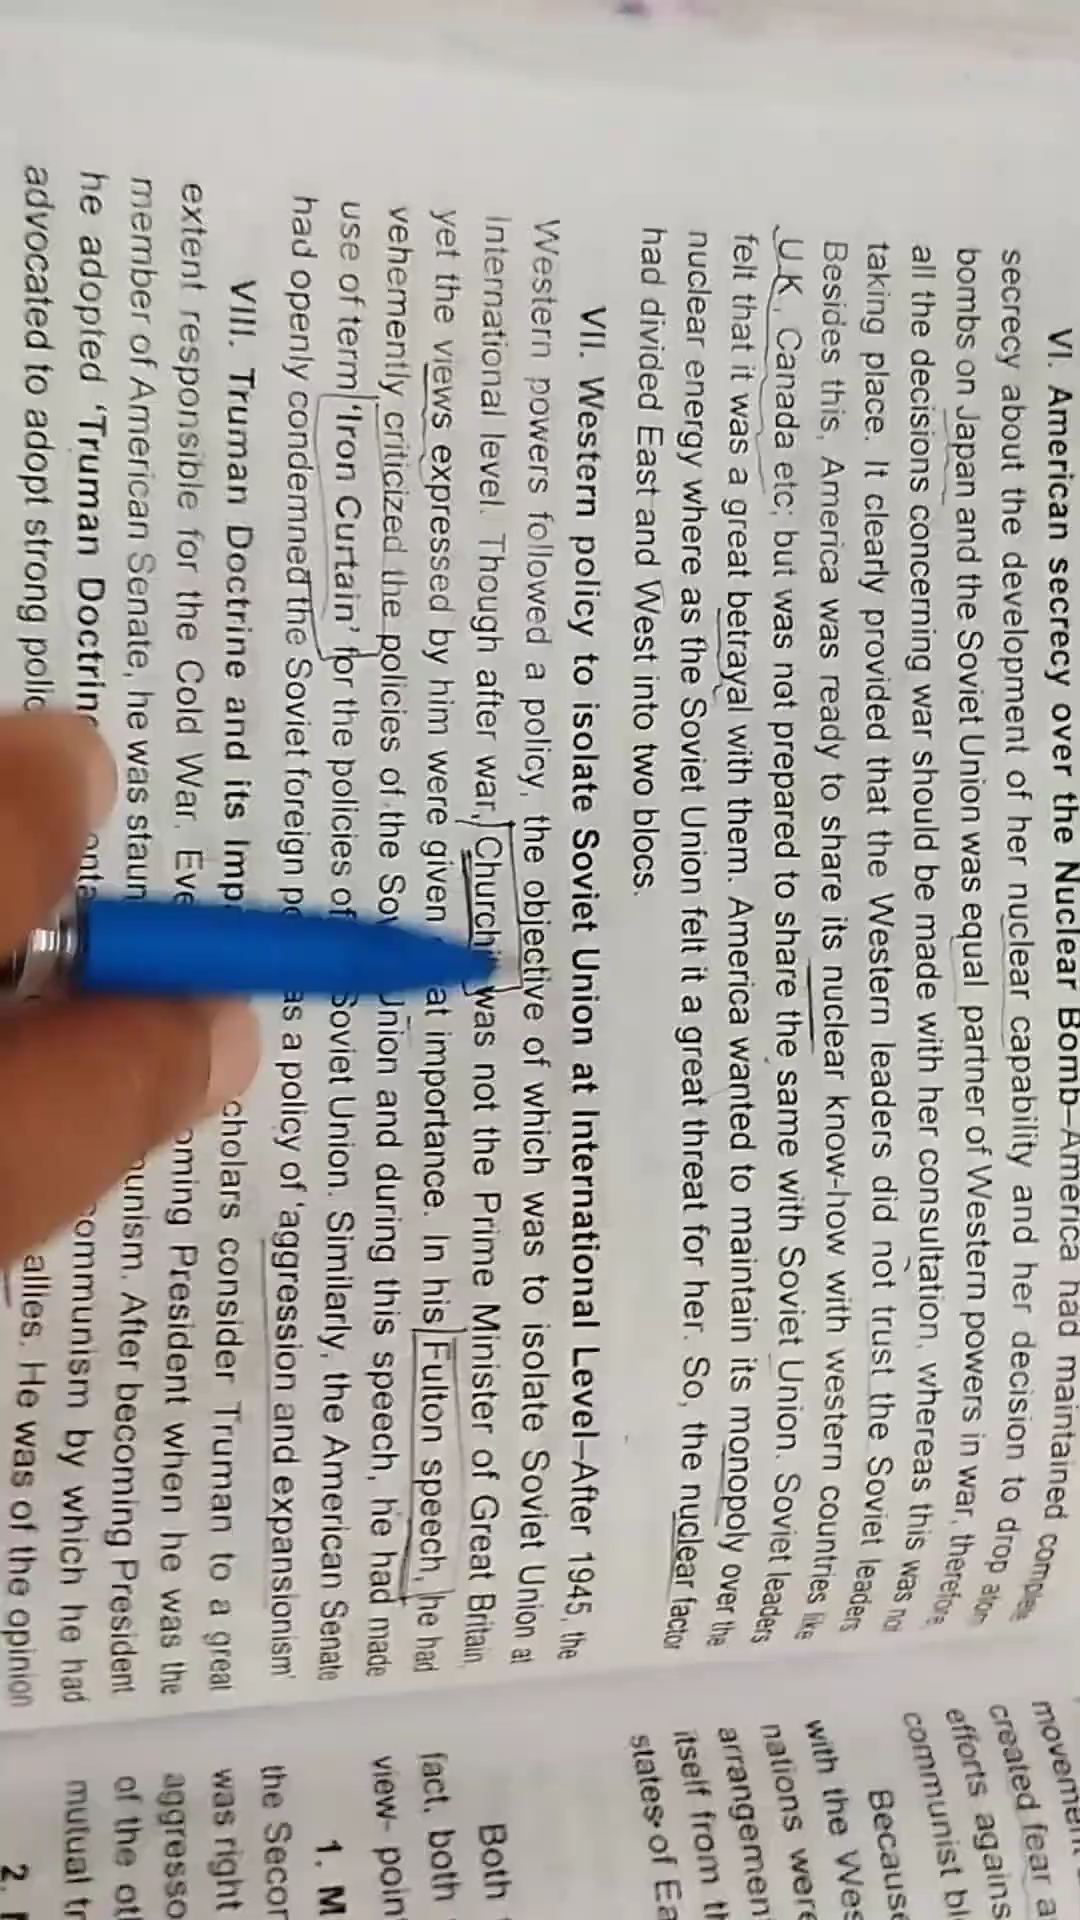 VI. American secrecy over the Nuclear Bomb–America had maintained complete
secrecy about the development of her nuclear capability and her decision to drop atom
bombs on Japan and the Soviet Union was equal partner of Western powers in war, therefore
all the decisions concerning war should be made with her consultation, whereas this was not
taking place. It clearly provided that the Western leaders did not trust the Soviet leaders
Besides this, America was ready to share its nuclear know-how with western countries like
U.K, Canada etc; but was not prepared to share the same with Soviet Union. Soviet leaders
felt that it was a great betrayal with them. America wanted to maintain its monopoly over the
nuclear energy where as the Soviet Union felt it a great threat for her. So, the nuclear factor
had divided East and West into two blocs.
VII. Western policy to isolate Soviet Union at International Level–After 1945, the
Western powers followed a policy, the objective of which was to isolate Soviet Union at
International level. Though after war, Church was not the Prime Minister of Great Britain,
yet the views expressed by him were given at importance. In his Fulton speech, he had
vehemently criticized the policies of the Sov Union and during this speech, he had made
use of term 'Iron Curtain' for the policies of Soviet Union. Similarly, the American Senate
had openly condemned the Soviet foreign po as a policy of 'aggression and expansionism'
VIII. Truman Doctrine and its Imp cholars consider Truman to a great
extent responsible for the Cold War. Eve oming President when he was the
member of American Senate, he was staun unism. After becoming President
he adopted 'Truman Doctrine ommunism by which he had
advocated to adopt strong polic allies. He was of the opinion
movement
created fear a
efforts agains
communist bl
Because
with the Wes
nations were
arrangemen
itself from th
states of Ea
Both
fact, both
view- poin
1. M
the Secon
was right
aggresso
of the oth
mutual tr
2.